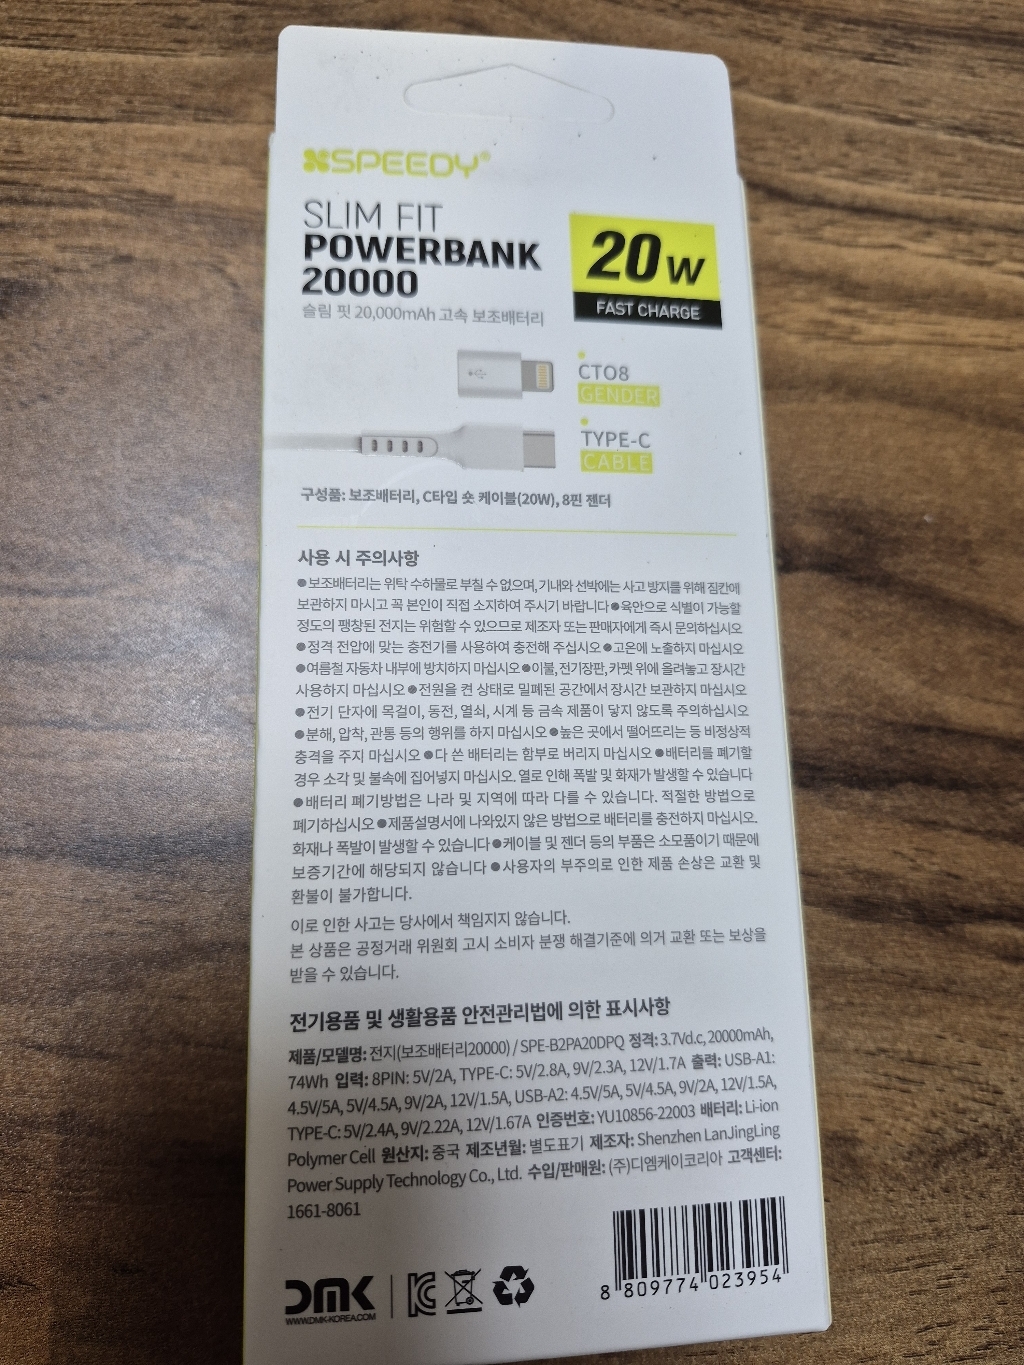 SPEEDY®
SLIM FIT
POWERBANK
20000
슬림 핏 20,000mAh 고속 보조배터리
20W
FAST CHARGE
CTO8
GENDER
TYPE-C
CABLE
구성품: 보조배터리, C타입 숏 케이블(20W), 8핀 젠더
사용 시 주의사항
●보조배터리는 위탁 수하물로 부칠 수 없으며, 기내와 선박에는 사고 방지를 위해 짐칸에
보관하지 마시고 꼭 본인이 직접 소지하여 주시기 바랍니다 ●육안으로 식별이 가능할
정도의 팽창된 전지는 위험할 수 있으므로 제조자 또는 판매자에게 즉시 문의하십시오
●정격 전압에 맞는 충전기를 사용하여 충전해 주십시오 ●고온에 노출하지 마십시오
●여름철 자동차 내부에 방치하지 마십시오 ●이불, 전기장판, 카펫 위에 올려놓고 장시간
사용하지 마십시오 ●전원을 켠 상태로 밀폐된 공간에서 장시간 보관하지 마십시오
●전기 단자에 목걸이, 동전, 열쇠, 시계 등 금속 제품이 닿지 않도록 주의하십시오
●분해, 압착, 관통 등의 행위를 하지 마십시오 ●높은 곳에서 떨어뜨리는 등 비정상적
충격을 주지 마십시오 ●다 쓴 배터리는 함부로 버리지 마십시오 ●배터리를 폐기할
경우 소각 및 불속에 집어넣지 마십시오. 열로 인해 폭발 및 화재가 발생할 수 있습니다
●배터리 폐기방법은 나라 및 지역에 따라 다를 수 있습니다. 적절한 방법으로
폐기하십시오 ●제품설명서에 나와있지 않은 방법으로 배터리를 충전하지 마십시오.
화재나 폭발이 발생할 수 있습니다 ●케이블 및 젠더 등의 부품은 소모품이기 때문에
보증기간에 해당되지 않습니다 ●사용자의 부주의로 인한 제품 손상은 교환 및
환불이 불가합니다.
이로 인한 사고는 당사에서 책임지지 않습니다.
본 상품은 공정거래 위원회 고시 소비자 분쟁 해결기준에 의거 교환 또는 보상을
받을 수 있습니다.
전기용품 및 생활용품 안전관리법에 의한 표시사항
제품/모델명: 전지(보조배터리20000) / SPE-B2PA20DPQ 정격: 3.7Vd.c, 20000mAh,
74Wh 입력: 8PIN: 5V/2A, TYPE-C: 5V/2.8A, 9V/2.3A, 12V/1.7A 출력: USB-A1:
4.5V/5A, 5V/4.5A, 9V/2A, 12V/1.5A, USB-A2: 4.5V/5A, 5V/4.5A, 9V/2A, 12V/1.5A,
TYPE-C: 5V/2.4A, 9V/2.22A, 12V/1.67A 인증번호: YU10856-22003 배터리: Li-ion
Polymer Cell 원산지: 중국 제조년월: 별도표기 제조자: Shenzhen LanJingLing
Power Supply Technology Co., Ltd. 수입/판매원: (주)디엠케이코리아 고객센터:
1661-8061
DMK
WWW.DMK-KOREA.COM
8 809774 023954